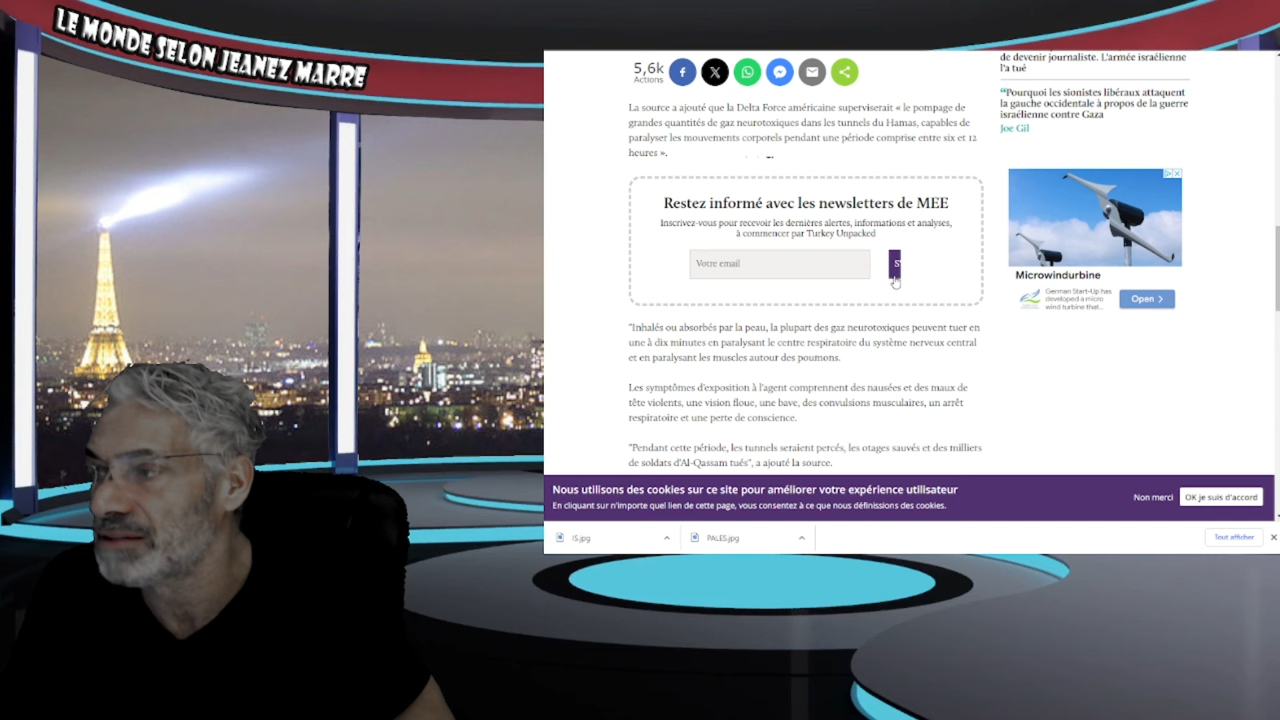 LE MONDE SELON JEANEZ MARRE
5,6k
Actions
La source a ajouté que la Delta Force américaine superviserait « le pompage de
grandes quantités de gaz neurotoxiques dans les tunnels du Hamas, capables de
paralyser les mouvements corporels pendant une période comprise entre six et 12
heures ».
Restez informé avec les newsletters de MEE
Inscrivez-vous pour recevoir les dernières alertes, informations et analyses,
à commencer par Turkey Unpacked
Votre email
"Inhalés ou absorbés par la peau, la plupart des gaz neurotoxiques peuvent tuer en
une à dix minutes en paralysant le centre respiratoire du système nerveux central
et en paralysant les muscles autour des poumons.
Les symptômes d'exposition à l'agent comprennent des nausées et des maux de
tête violents, une vision floue, une bave, des convulsions musculaires, un arrêt
respiratoire et une perte de conscience.
"Pendant cette période, les tunnels seraient percés, les otages sauvés et des milliers
de soldats d'Al-Qassam tués", a ajouté la source.
de devenir journaliste. L'armée israélienne
l'a tué
"Pourquoi les sionistes libéraux attaquent
la gauche occidentale à propos de la guerre
israélienne contre Gaza
Joe Gil
Microwindurbine
German Start-Up has
developed a micro
wind turbine that...
Open >
Nous utilisons des cookies sur ce site pour améliorer votre expérience utilisateur
En cliquant sur n'importe quel lien de cette page, vous consentez à ce que nous définissions des cookies.
Non merci
OK je suis d'accord
IS.jpg
PALES.jpg
Tout afficher